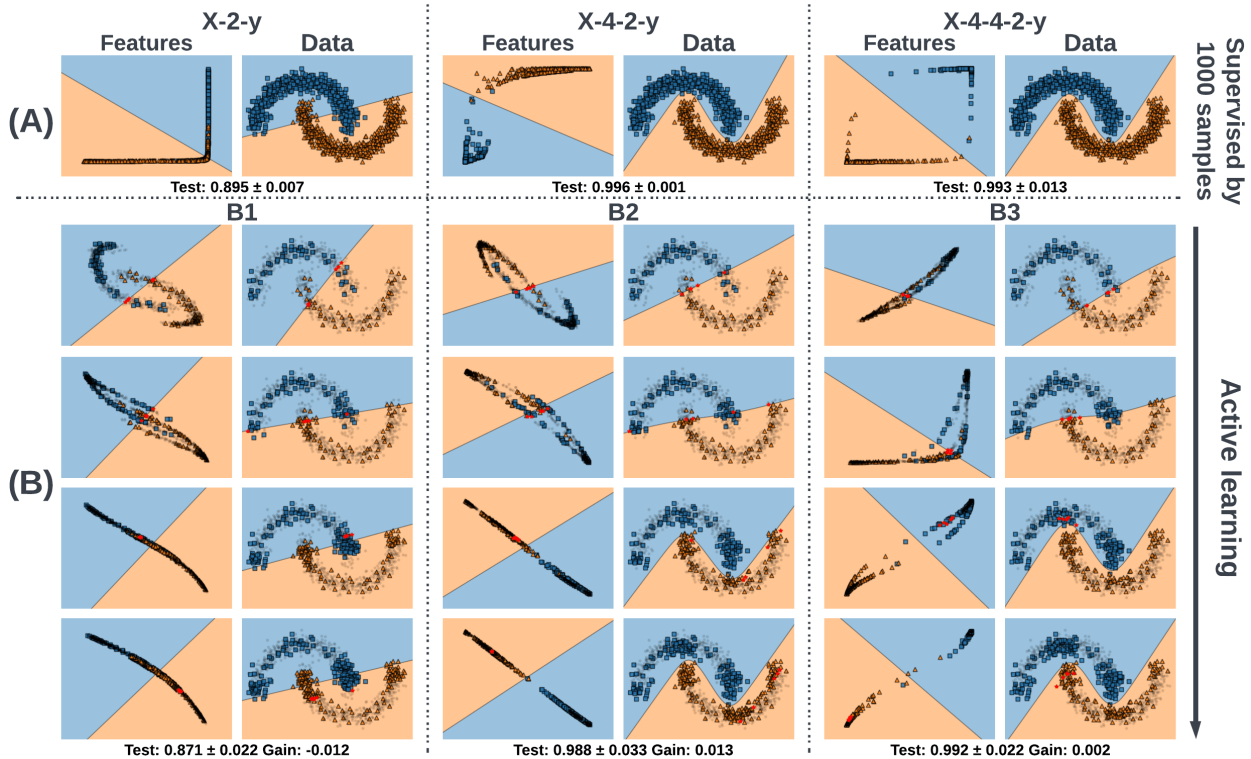 X-2-y X-4-2-y X-4-4-2-y
Features Data Features Data Features Data
Supervised by
1000 samples
(A)
Test: 0.895 ± 0.007 Test: 0.996 ± 0.001 Test: 0.993 ± 0.013
B1 B2 B3
(B)
Active learning
Test: 0.871 ± 0.022 Gain: -0.012 Test: 0.988 ± 0.033 Gain: 0.013 Test: 0.992 ± 0.022 Gain: 0.002